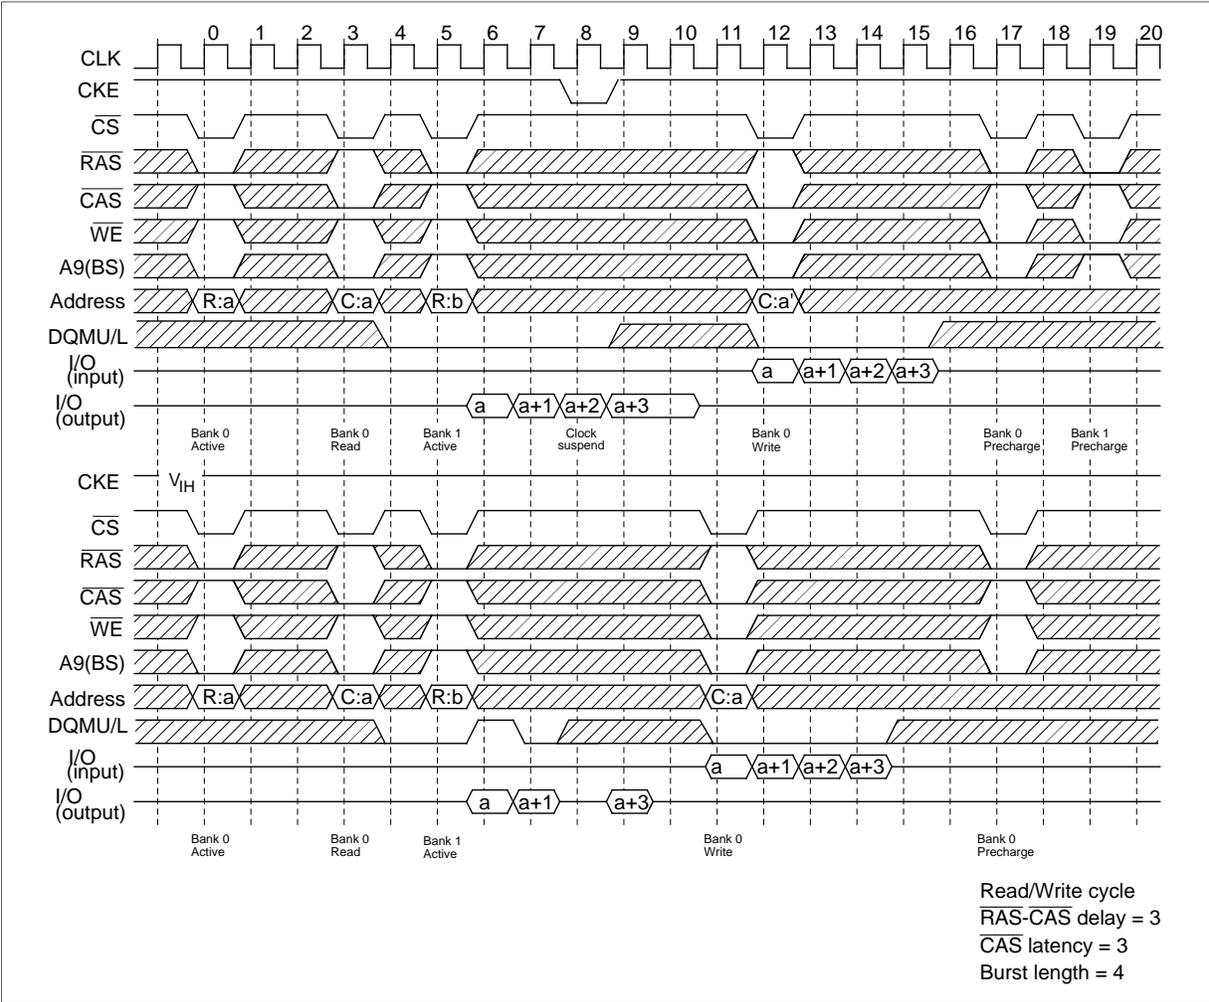 0 1 2 3 4 5 6 7 8 9 10 11 12 13 14 15 16 17 18 19 20
CLK
CKE
CS
RAS
CAS
WE
A9(BS)
Address R:a C:a R:b C:a'
DQMU/L
I/O
(input) a a+1 a+2 a+3
I/O
(output) a a+1 a+2 a+3
Bank 0 Bank 0 Bank 1 Clock Bank 0 Bank 0 Bank 1
Active Read Active suspend Write Precharge Precharge
CKE VIH
CS
RAS
CAS
WE
A9(BS)
Address R:a C:a R:b C:a
DQMU/L
I/O
(input) a a+1 a+2 a+3
I/O
(output) a a+1 a+3
Bank 0 Bank 0 Bank 1 Bank 0 Bank 0
Active Read Active Write Precharge
Read/Write cycle
RAS-CAS delay = 3
CAS latency = 3
Burst length = 4